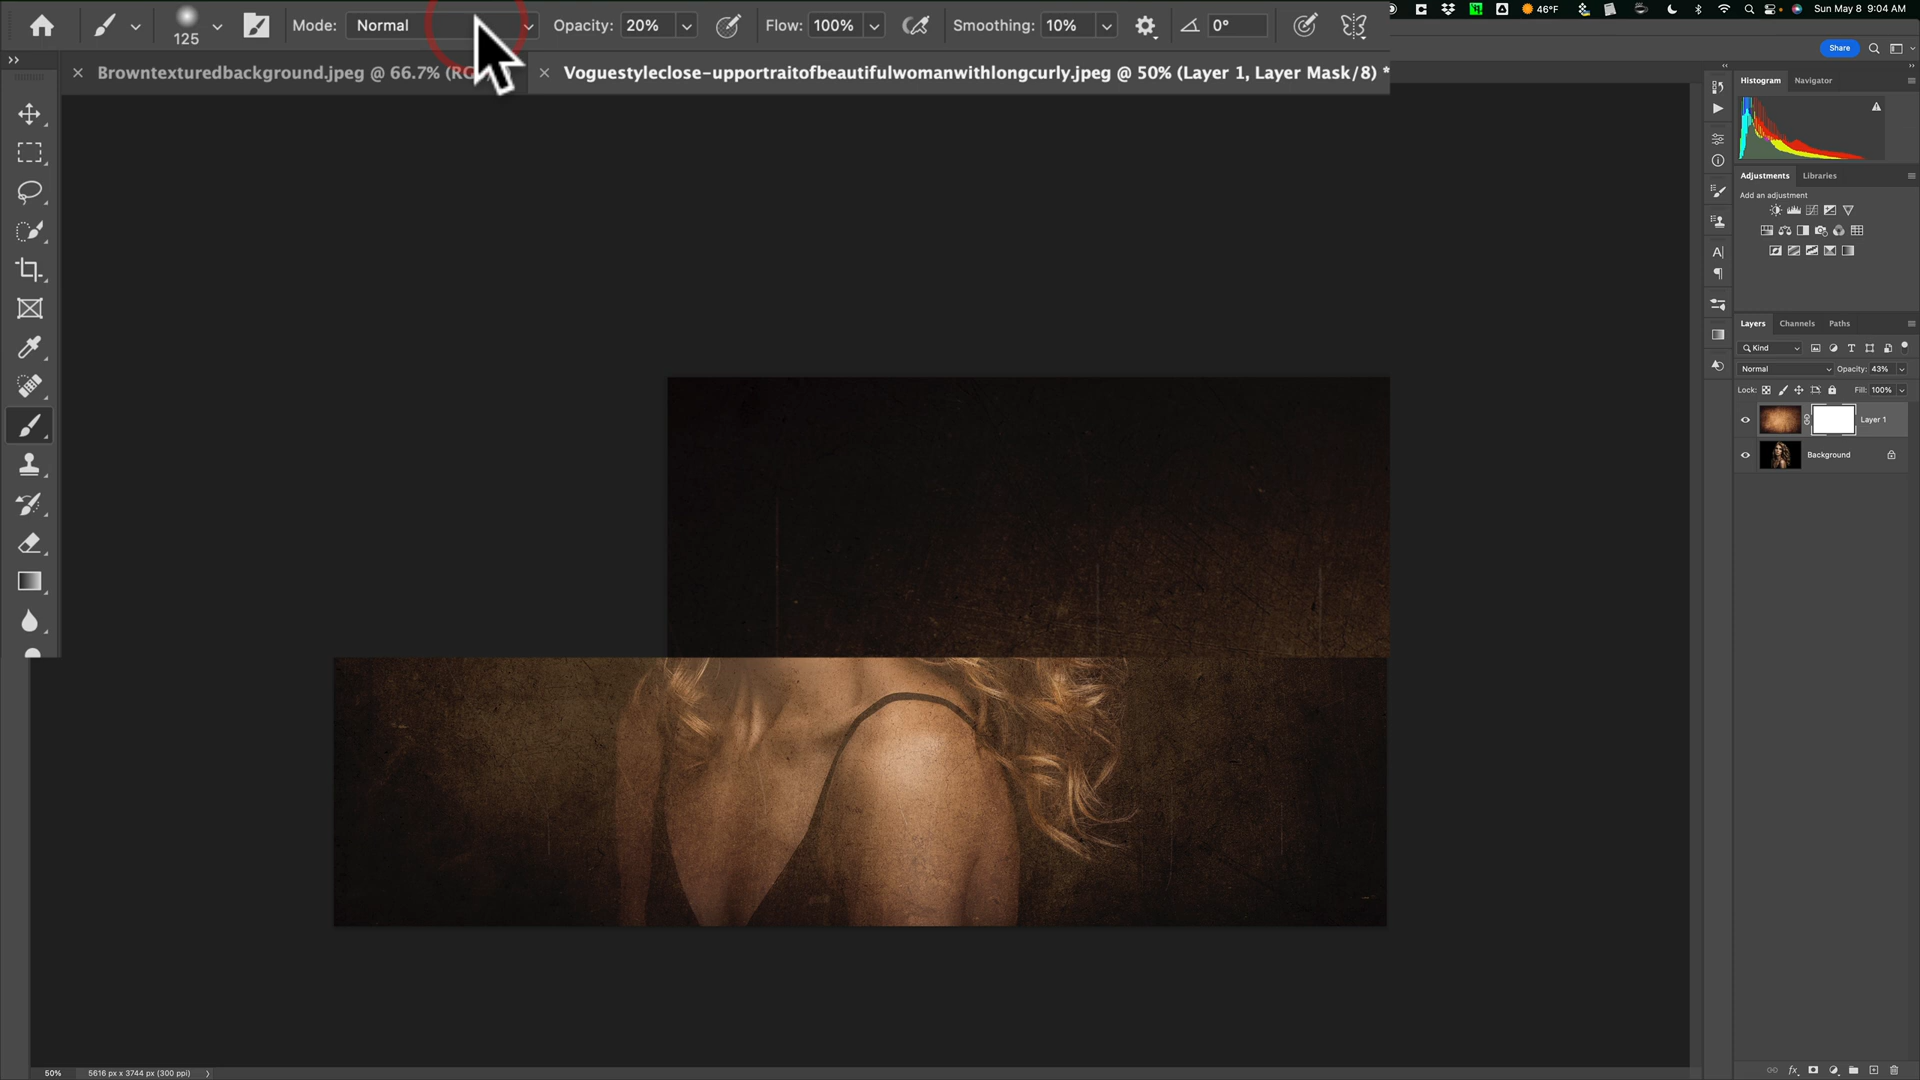 125
Mode: Normal
Opacity: 20%
Flow: 100%
Smoothing: 10%
0°
46°F
Sun May 8 9:04 AM
Share
Browntexturedbackground.jpeg @ 66.7% (RG
Voguestyleclose-upportraitofbeautifulwomanwithlongcurly.jpeg @ 50% (Layer 1, Layer Mask/8) *
Histogram Navigator
Adjustments Libraries
Add an adjustment
Layers Channels Paths
Kind
Normal Opacity: 43%
Lock: Fill: 100%
Layer 1
Background
50% 5616 px x 3744 px (300 ppi)